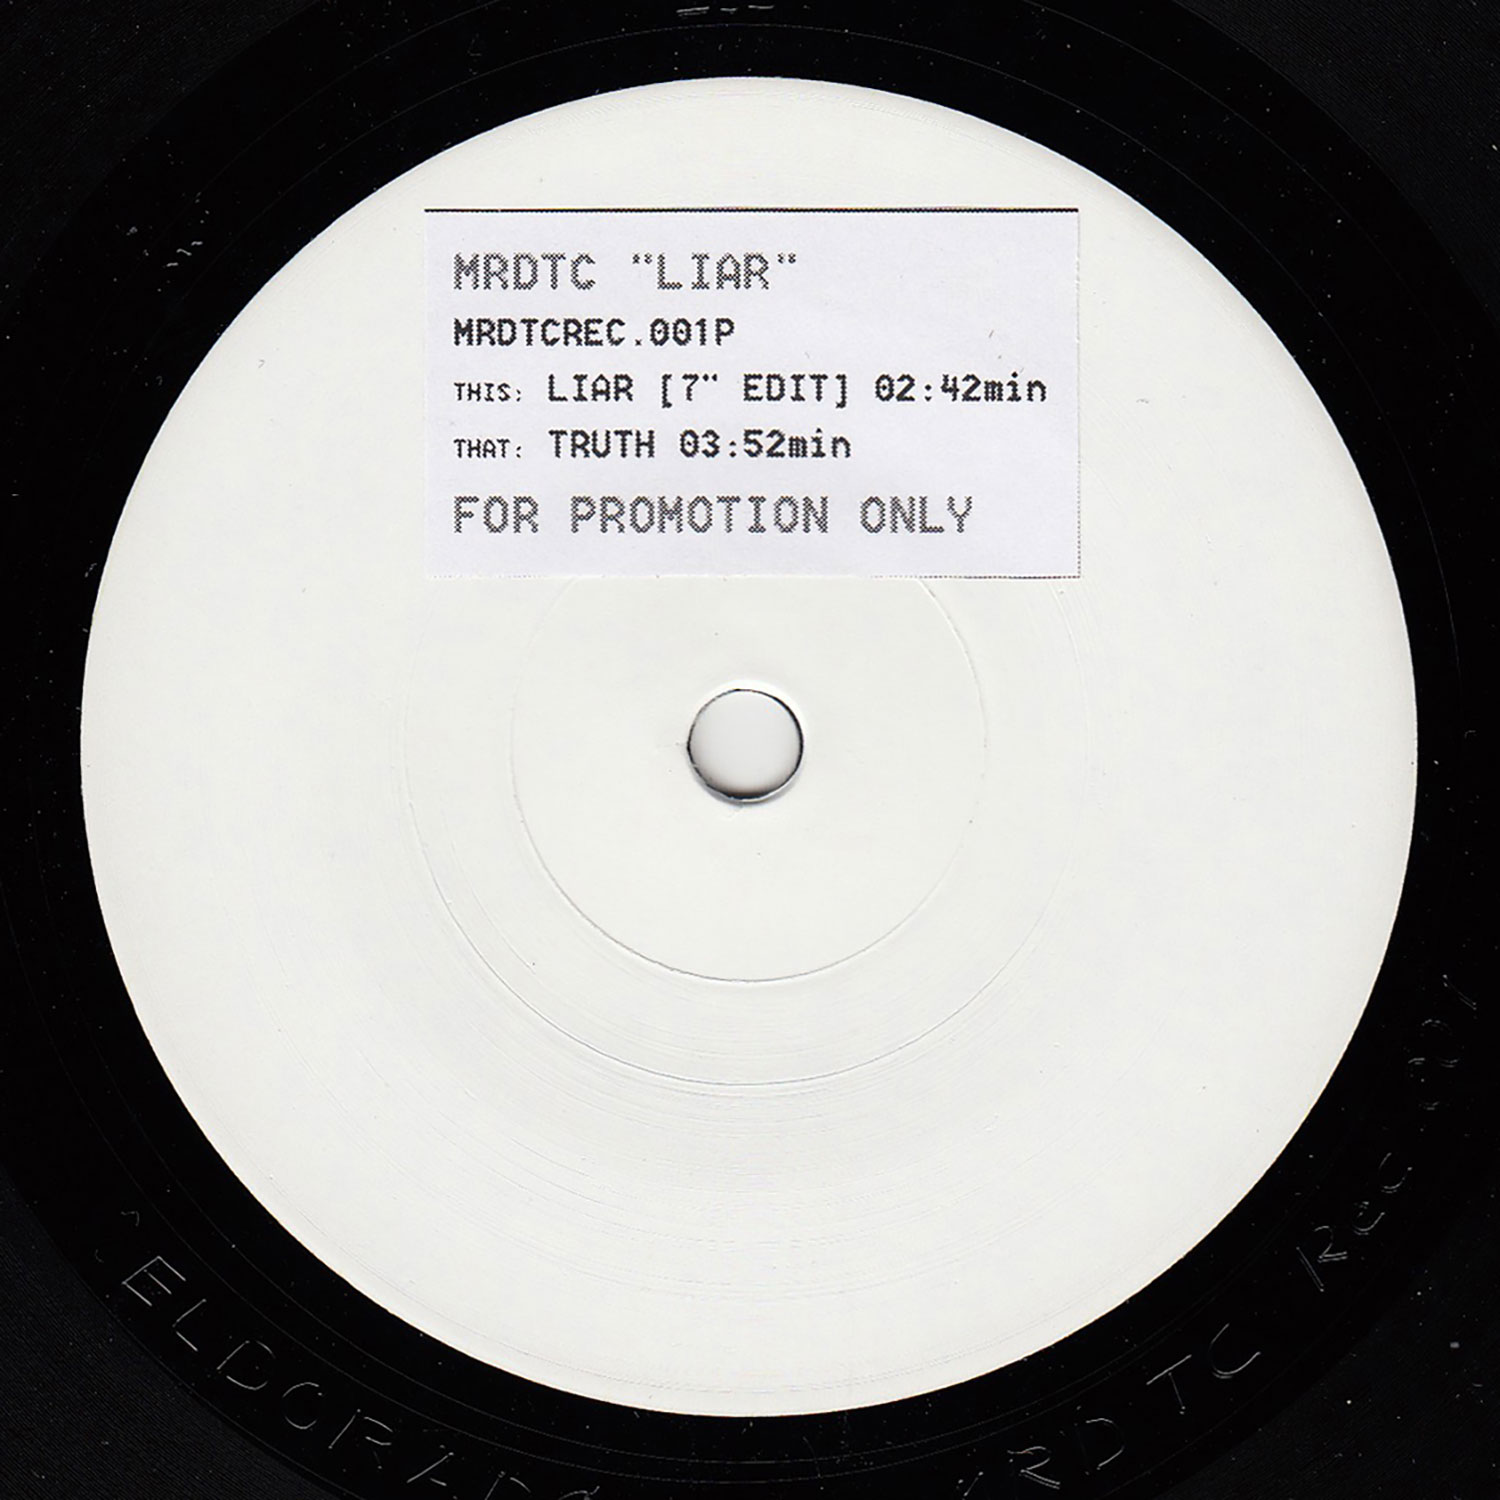 MRDTC "LIAR"
MRDTCREC.001P
THIS: LIAR [7" EDIT] 02:42min
THAT: TRUTH 03:52min
FOR PROMOTION ONLY